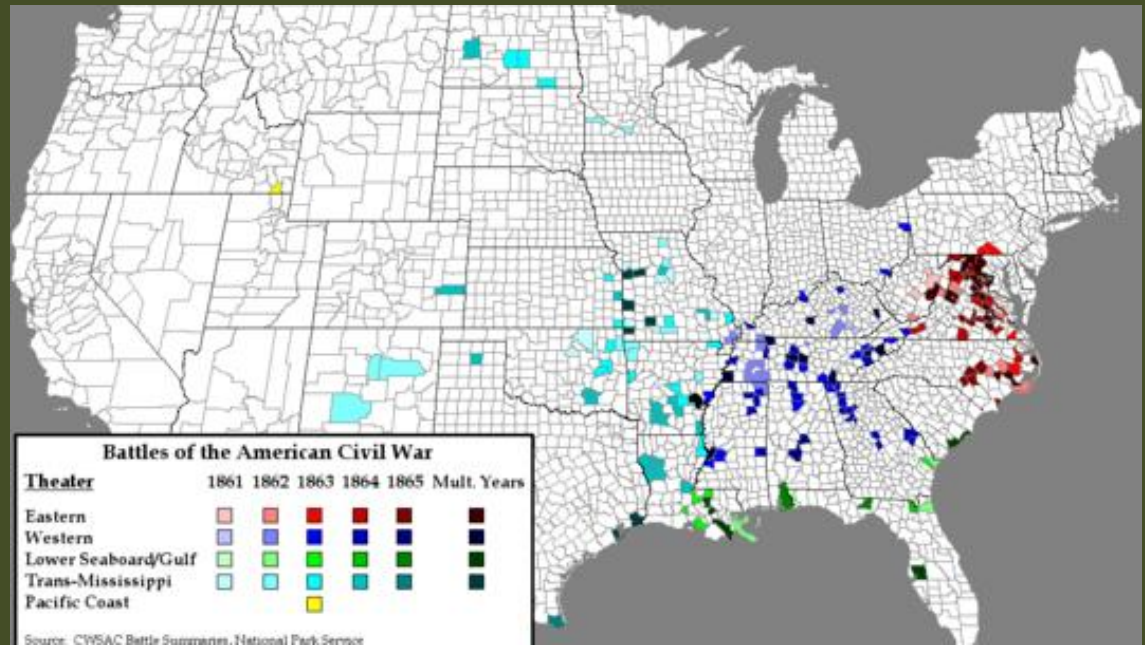 Battles of the American Civil War
Theater 1861 1862 1863 1864 1865 Mult. Years
Eastern
Western
Lower Seaboard/Gulf
Trans-Mississippi
Pacific Coast
Source: CWSAC Battle Summaries, National Park Service